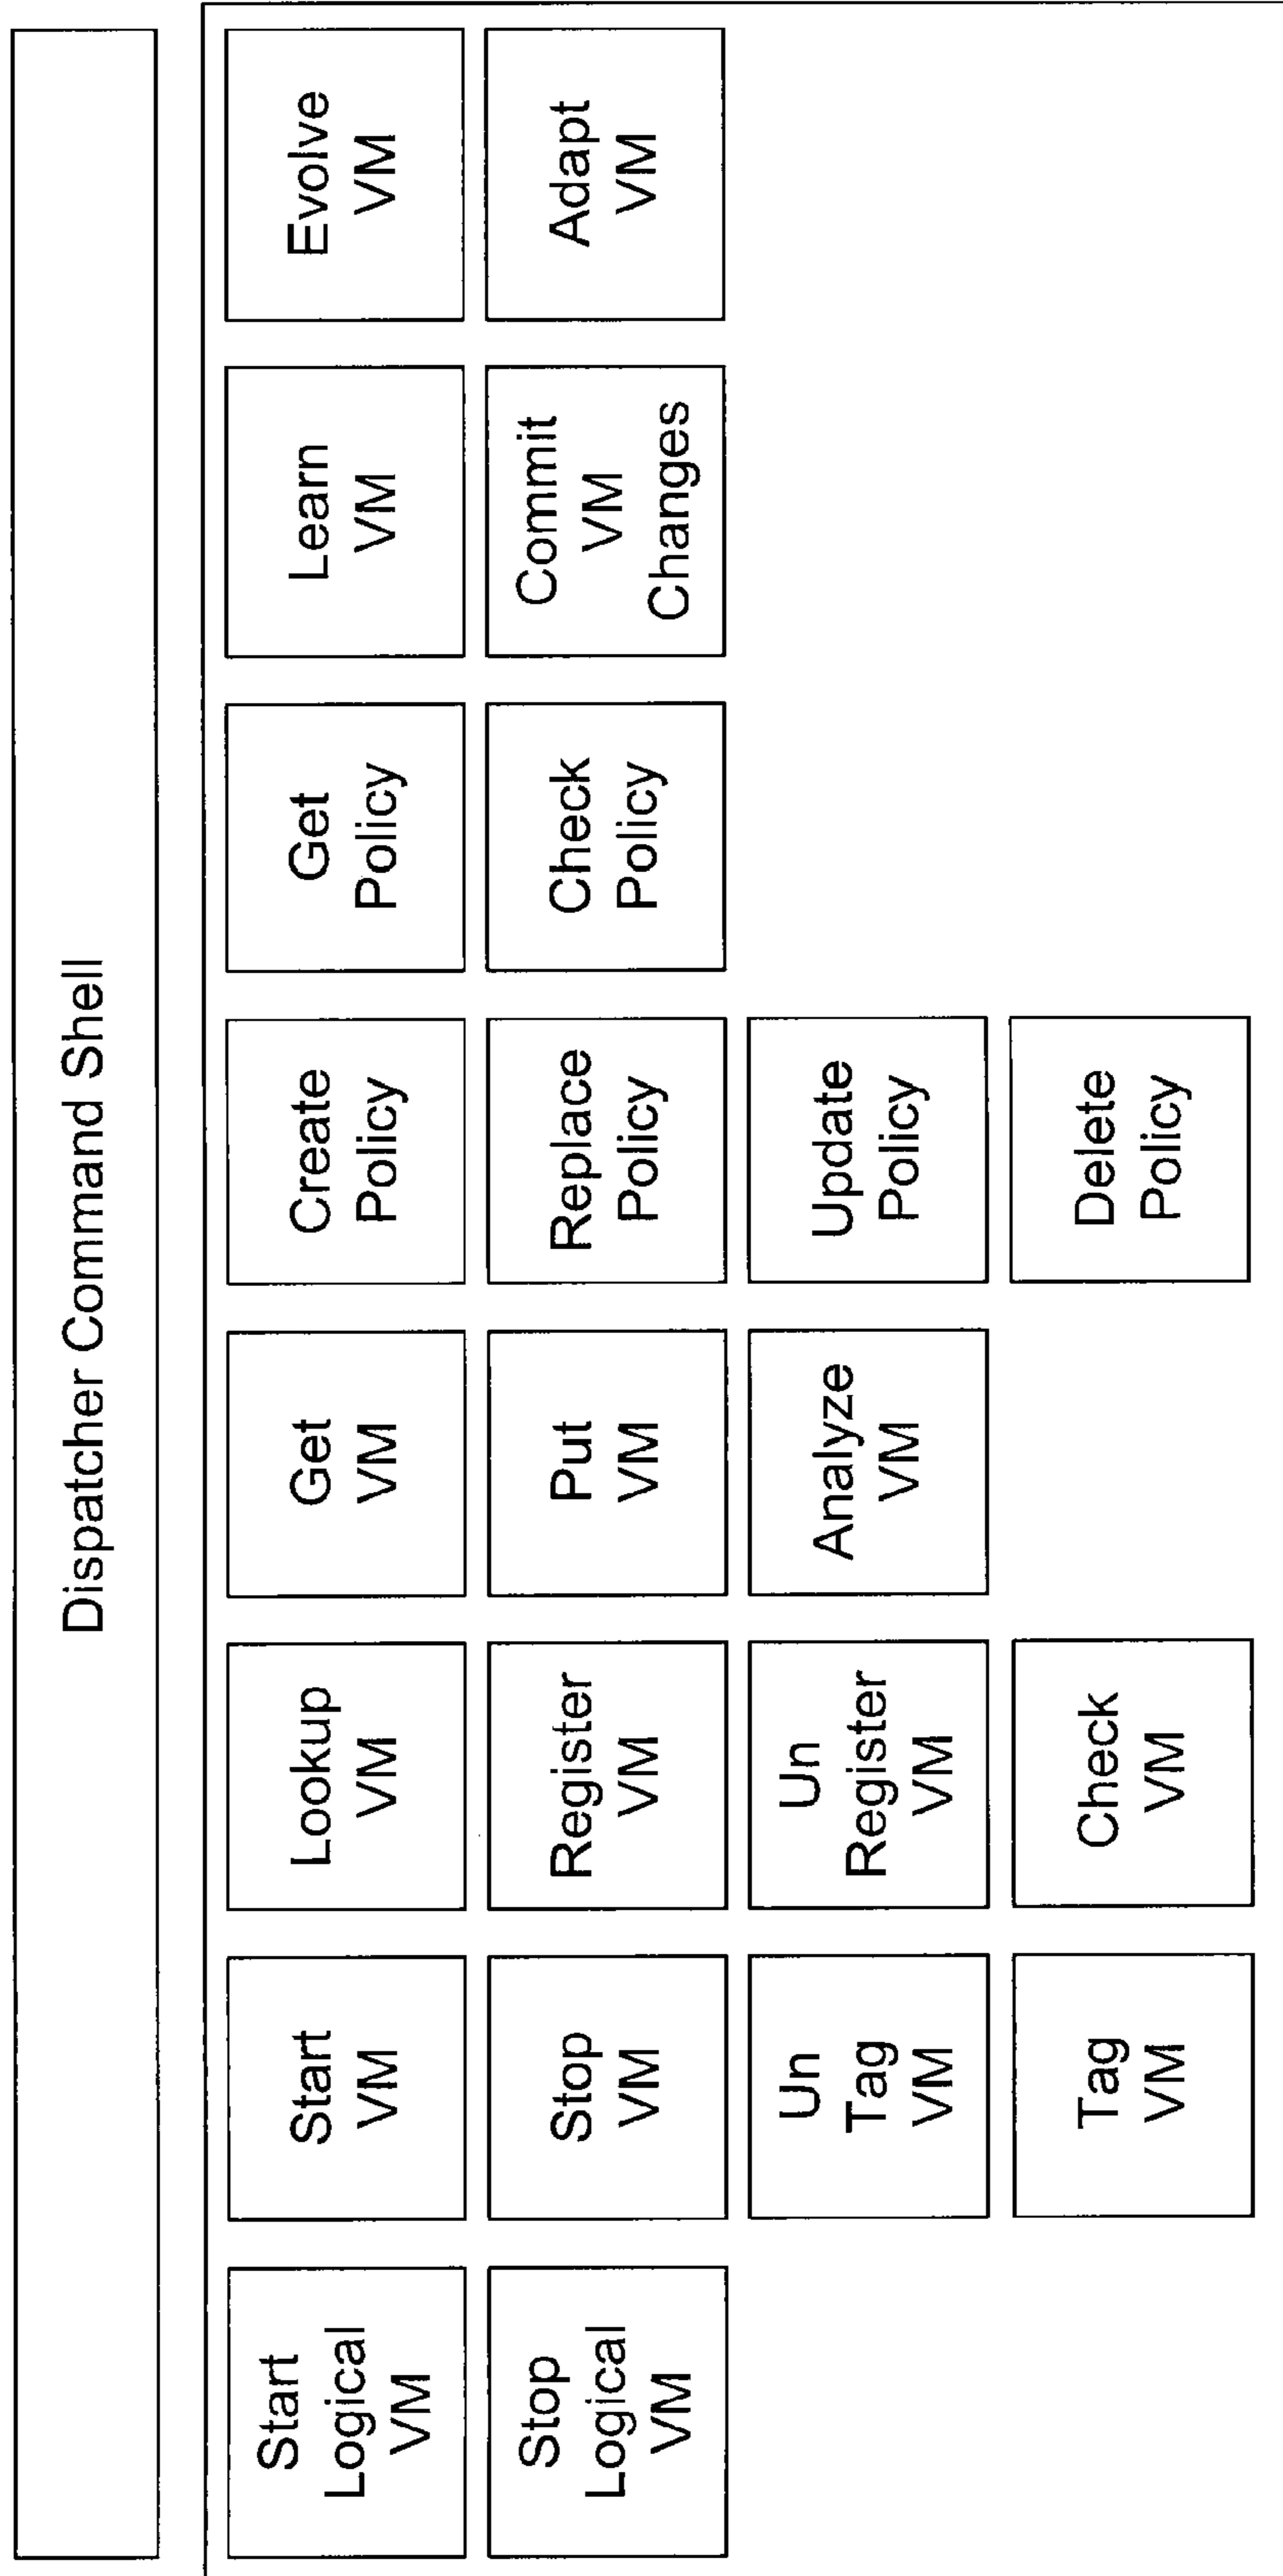 Dispatcher Command Shell
Start
Logical
VM
Start
VM
Lookup
VM
Get
VM
Create
Policy
Get
Policy
Learn
VM
Evolve
VM
Stop
Logical
VM
Stop
VM
Register
VM
Put
VM
Replace
Policy
Check
Policy
Commit
VM
Changes
Adapt
VM
Un
Tag
VM
Un
Register
VM
Analyze
VM
Update
Policy
Tag
VM
Check
VM
Delete
Policy